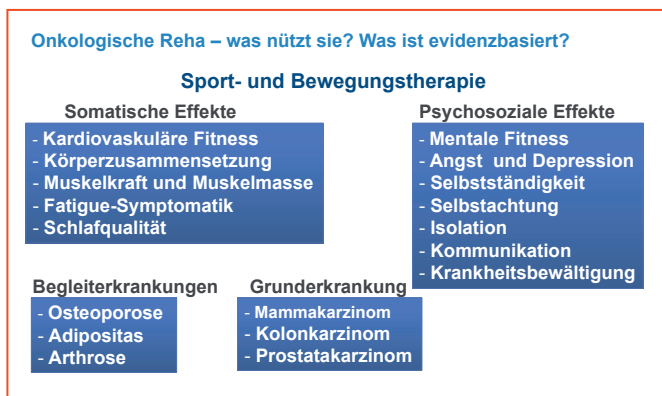 Onkologische Reha – was nützt sie? Was ist evidenzbasiert?
Sport- und Bewegungstherapie
Somatische Effekte
- Kardiovaskuläre Fitness
- Körperzusammensetzung
- Muskelkraft und Muskelmasse
- Fatigue-Symptomatik
- Schlafqualität
Psychosoziale Effekte
- Mentale Fitness
- Angst und Depression
- Selbstständigkeit
- Selbstachtung
- Isolation
- Kommunikation
- Krankheitsbewältigung
Begleiterkrankungen
- Osteoporose
- Adipositas
- Arthrose
Grunderkrankung
- Mammakarzinom
- Kolonkarzinom
- Prostatakarzinom